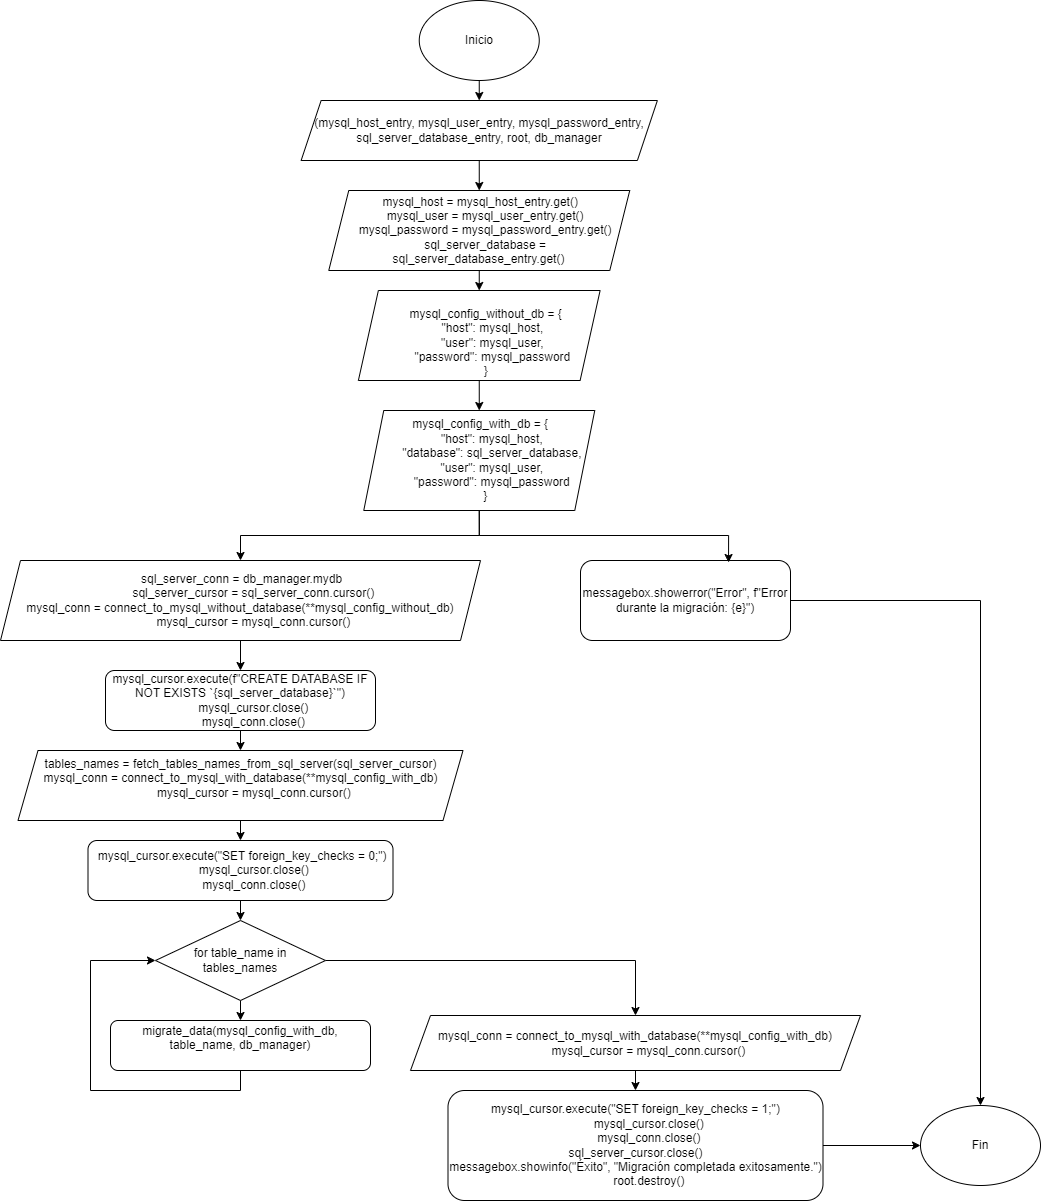 Inicio
(mysql_host_entry, mysql_user_entry, mysql_password_entry,
sql_server_database_entry, root, db_manager
mysql_host = mysql_host_entry.get()
mysql_user = mysql_user_entry.get()
mysql_password = mysql_password_entry.get()
sql_server_database =
sql_server_database_entry.get()
mysql_config_without_db = {
"host": mysql_host,
"user": mysql_user,
"password": mysql_password
}
mysql_config_with_db = {
"host": mysql_host,
"database": sql_server_database,
"user": mysql_user,
"password": mysql_password
}
sql_server_conn = db_manager.mydb
sql_server_cursor = sql_server_conn.cursor()
mysql_conn = connect_to_mysql_without_database(**mysql_config_without_db)
mysql_cursor = mysql_conn.cursor()
messagebox.showerror("Error", f"Error
durante la migración: {e}")
mysql_cursor.execute(f"CREATE DATABASE IF
NOT EXISTS `{sql_server_database}`")
mysql_cursor.close()
mysql_conn.close()
tables_names = fetch_tables_names_from_sql_server(sql_server_cursor)
mysql_conn = connect_to_mysql_with_database(**mysql_config_with_db)
mysql_cursor = mysql_conn.cursor()
mysql_cursor.execute("SET foreign_key_checks = 0;")
mysql_cursor.close()
mysql_conn.close()
for table_name in
tables_names
migrate_data(mysql_config_with_db,
table_name, db_manager)
mysql_conn = connect_to_mysql_with_database(**mysql_config_with_db)
mysql_cursor = mysql_conn.cursor()
mysql_cursor.execute("SET foreign_key_checks = 1;")
mysql_cursor.close()
mysql_conn.close()
sql_server_cursor.close()
messagebox.showinfo("Éxito", "Migración completada exitosamente.")
root.destroy()
Fin